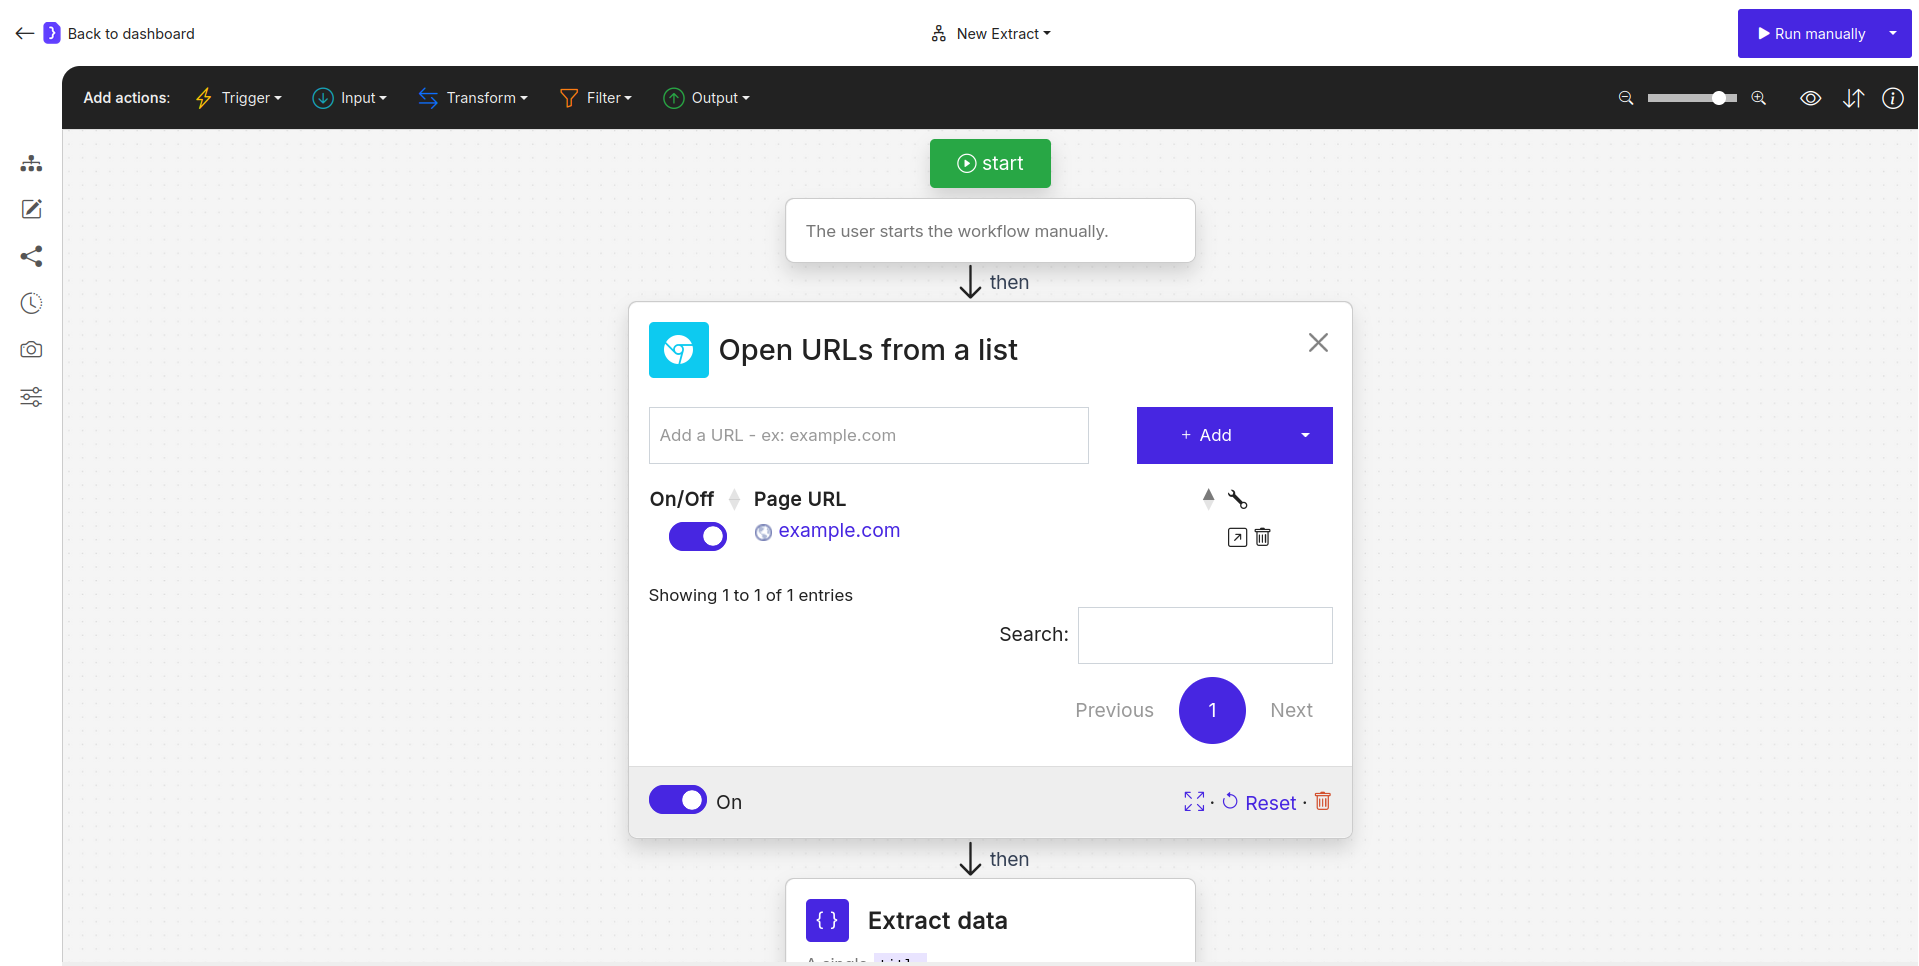 Back to dashboard
New Extract
Run manually
Add actions:
Trigger
Input
Transform
Filter
Output
start
The user starts the workflow manually.
then
Open URLs from a list
Add a URL - ex: example.com
+ Add
On/Off
Page URL
example.com
Showing 1 to 1 of 1 entries
Search:
Previous
1
Next
On
· Reset ·
then
{ } Extract data
A single